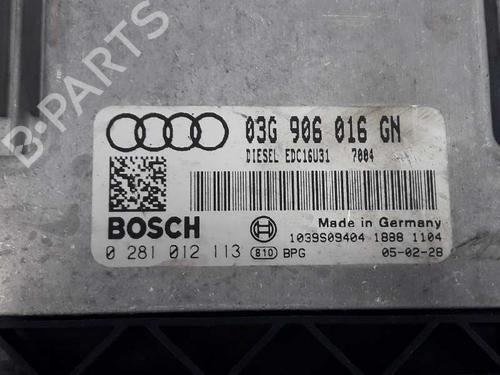 03G 906 016 GN
DIESEL EDC16U31 7004
BOSCH
Made in Germany
1039S09404 1888 1104
0 281 012 113 810 BPG 05-02-28
B-PARTS